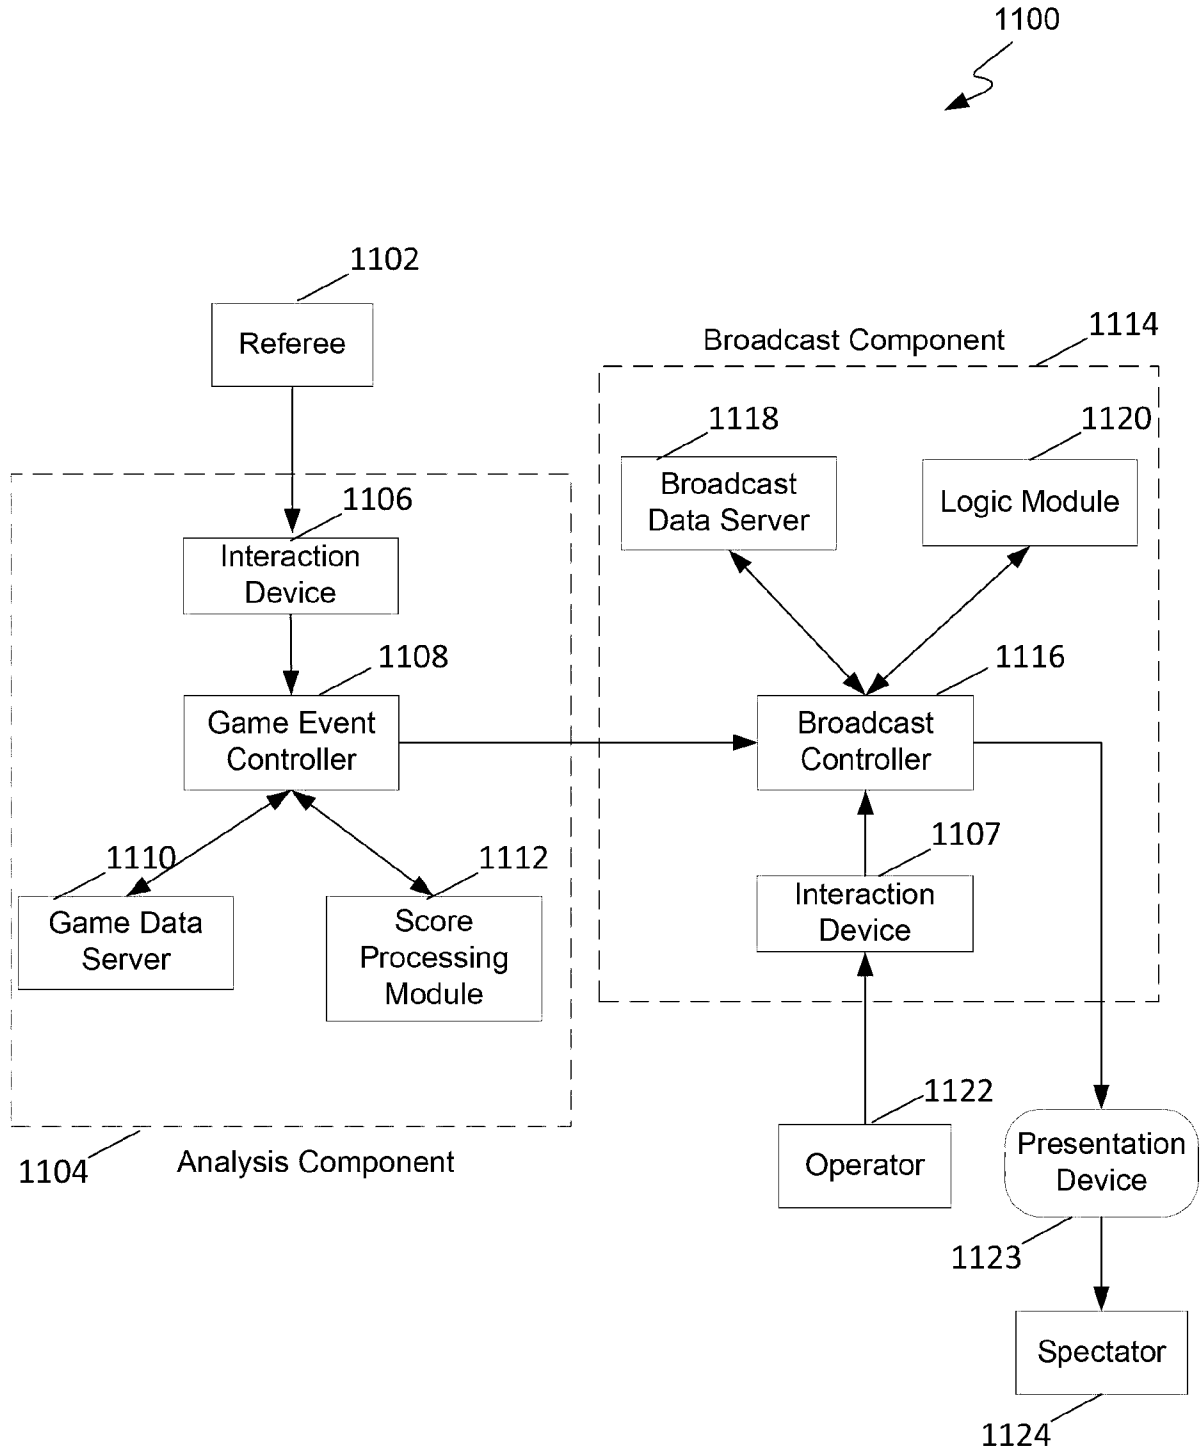 1100
1102
Referee
Broadcast Component
1114
1118
1120
Broadcast
Data Server
Logic Module
1106
Interaction
Device
1108
1116
Game Event
Controller
Broadcast
Controller
1110
1112
1107
Game Data
Server
Score
Processing
Module
Interaction
Device
1122
Operator
Presentation
Device
1104
Analysis Component
1123
Spectator
1124